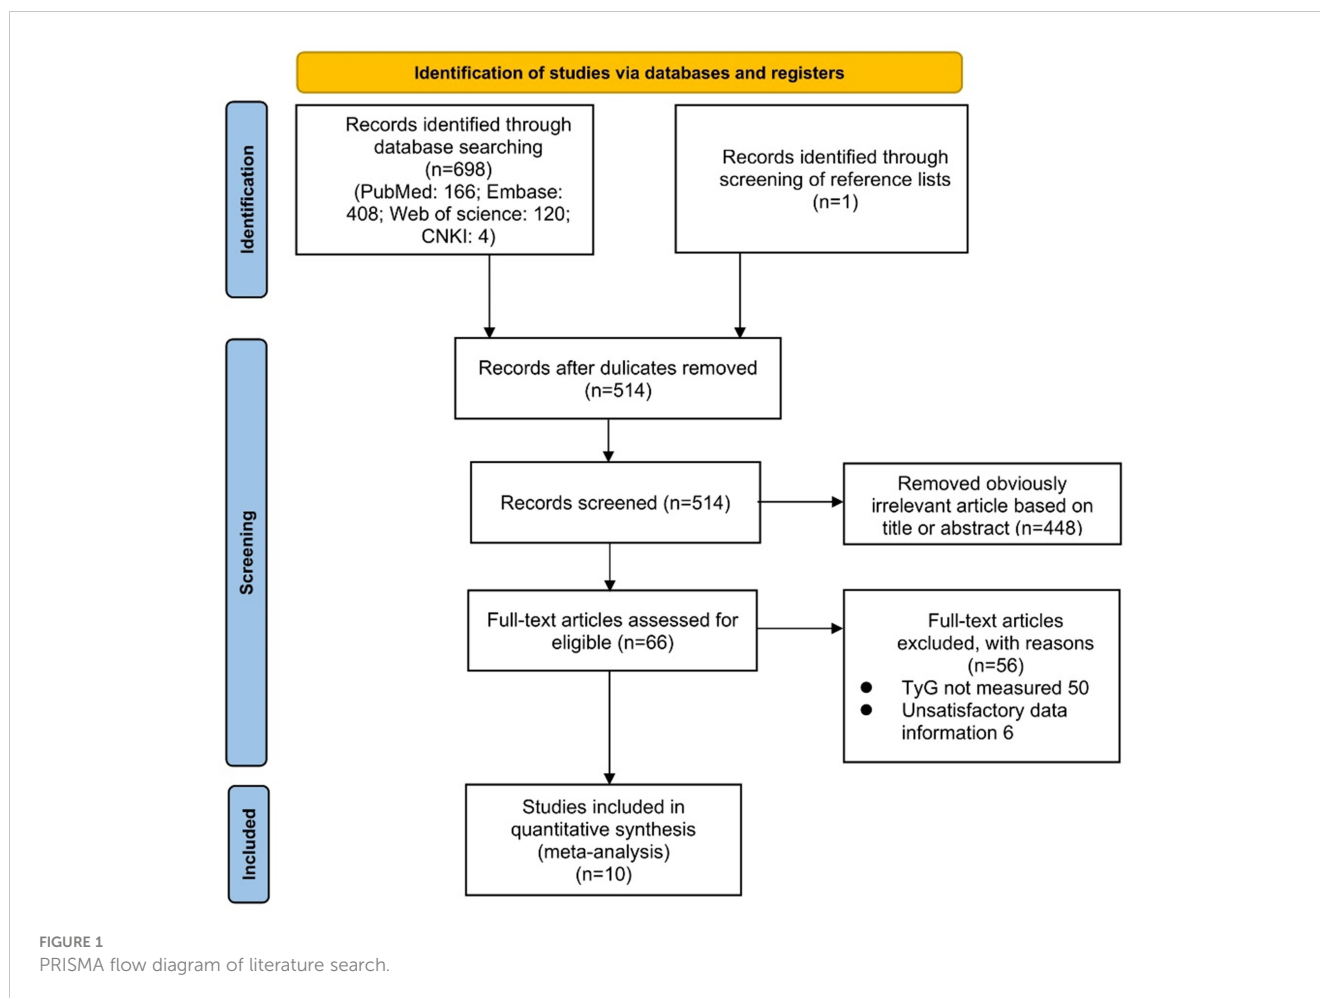 Identification of studies via databases and registers
Identification
Records identified through
database searching
(n=698)
(PubMed: 166; Embase:
408; Web of science: 120;
CNKI: 4)
Records identified through
screening of reference lists
(n=1)
Screening
Records after dulicates removed
(n=514)
Records screened (n=514)
Removed obviously
irrelevant article based on
title or abstract (n=448)
Full-text articles assessed for
eligible (n=66)
Full-text articles
excluded, with reasons
(n=56)
● TyG not measured 50
● Unsatisfactory data
information 6
Included
Studies included in
quantitative synthesis
(meta-analysis)
(n=10)
FIGURE 1
PRISMA flow diagram of literature search.